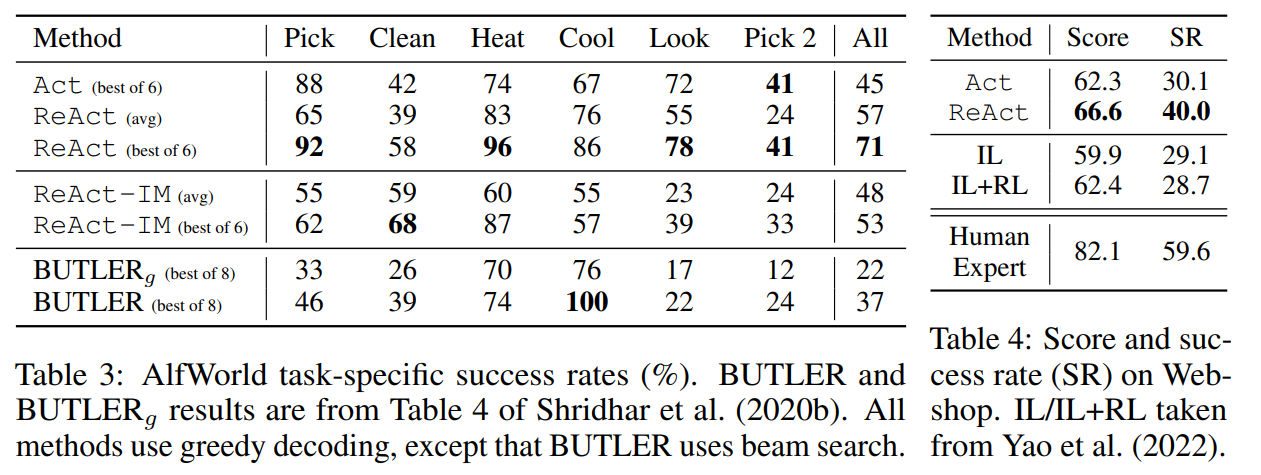 Method Pick Clean Heat Cool Look Pick 2 All
Act (best of 6) 88 42 74 67 72 41 45
ReAct (avg) 65 39 83 76 55 24 57
ReAct (best of 6) 92 58 96 86 78 41 71
ReAct-IM (avg) 55 59 60 55 23 24 48
ReAct-IM (best of 6) 62 68 87 57 39 33 53
BUTLERg (best of 8) 33 26 70 76 17 12 22
BUTLER (best of 8) 46 39 74 100 22 24 37
Table 3: AlfWorld task-specific success rates (%). BUTLER and
BUTLERg results are from Table 4 of Shridhar et al. (2020b). All
methods use greedy decoding, except that BUTLER uses beam search.
Method Score SR
Act 62.3 30.1
ReAct 66.6 40.0
IL 59.9 29.1
IL+RL 62.4 28.7
Human
Expert 82.1 59.6
Table 4: Score and suc-
cess rate (SR) on Web-
shop. IL/IL+RL taken
from Yao et al. (2022).